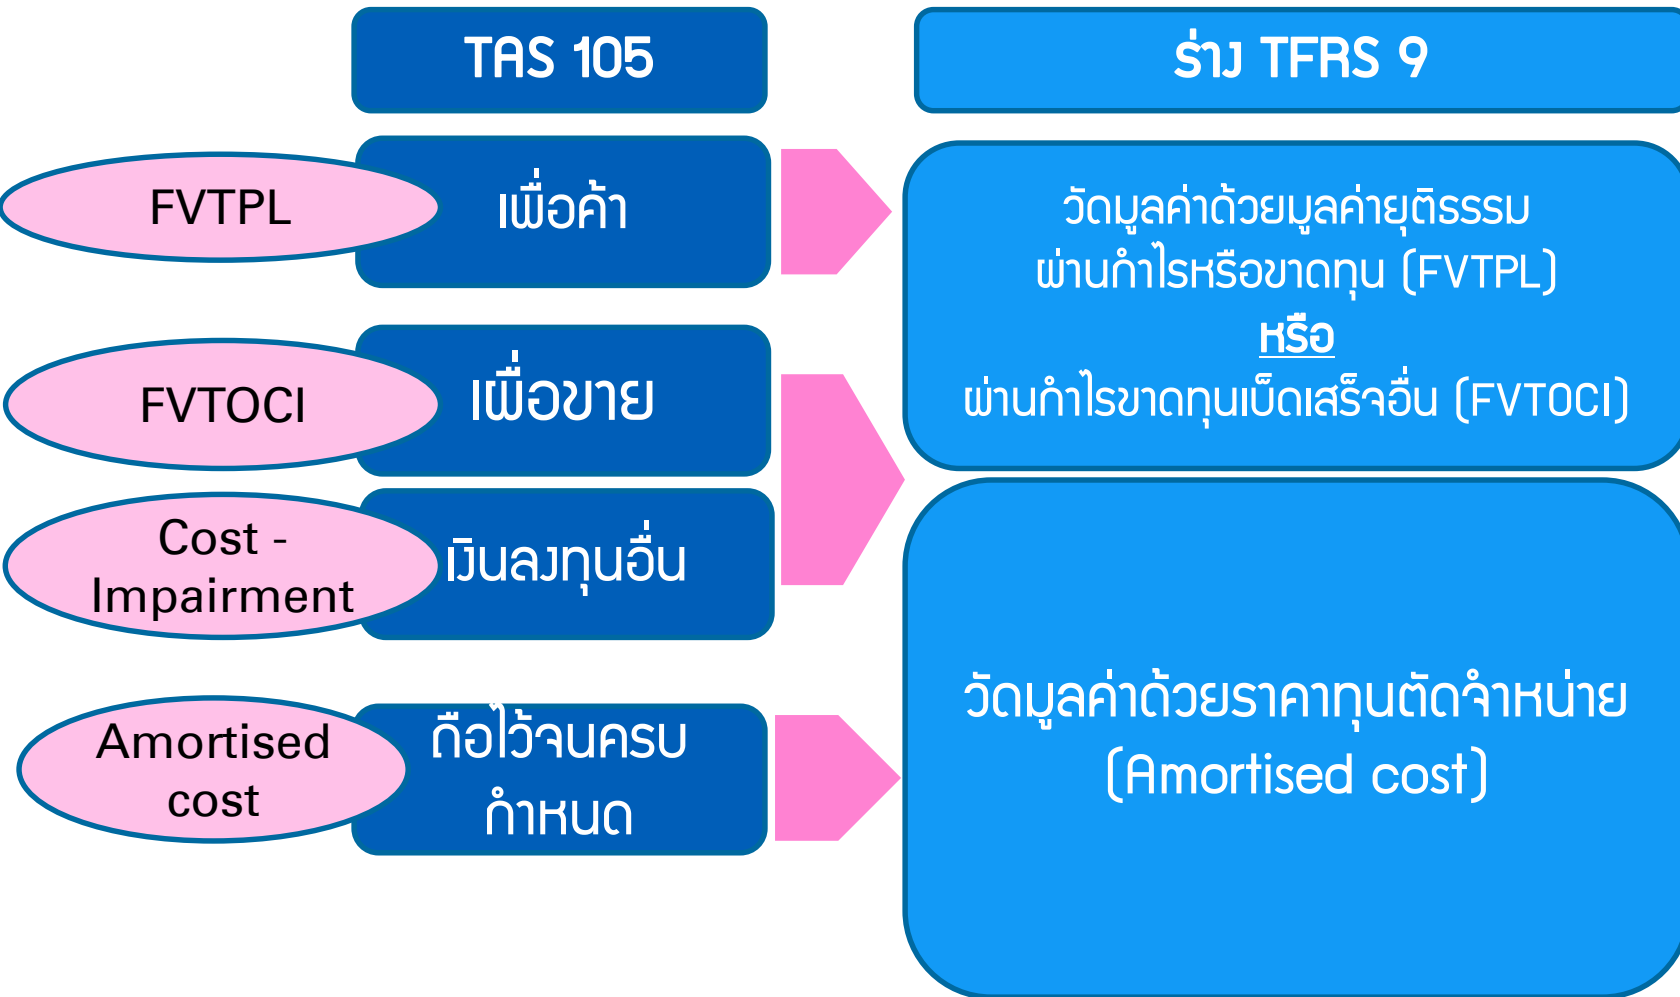 TAS 105
ร่าง TFRS 9
FVTPL
เพื่อค้า
วัดมูลค่าด้วยมูลค่ายุติธรรม
ผ่านกำไรหรือขาดทุน (FVTPL)
หรือ
ผ่านกำไรขาดทุนเบ็ดเสร็จอื่น (FVTOCI)
FVTOCI
เผื่อขาย
Cost -
Impairment
เงินลงทุนอื่น
Amortised
cost
ถือไว้จนครบ
กำหนด
วัดมูลค่าด้วยราคาทุนตัดจำหน่าย
(Amortised cost)